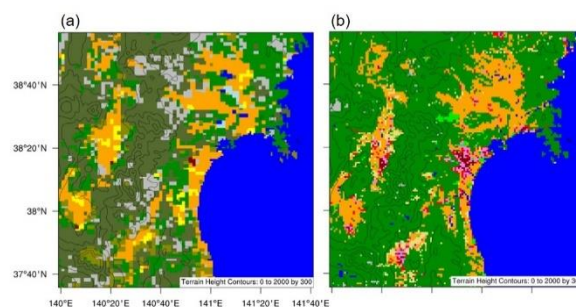 (a) (b)
38°40'N
38°20'N
38°N
37°40'N
Terrain Height Contours: 0 to 2000 by 300 Terrain Height Contours: 0 to 2000 by 3
140°E 140°20'E 140°40'E 141°E 141°20'E 141°40'E